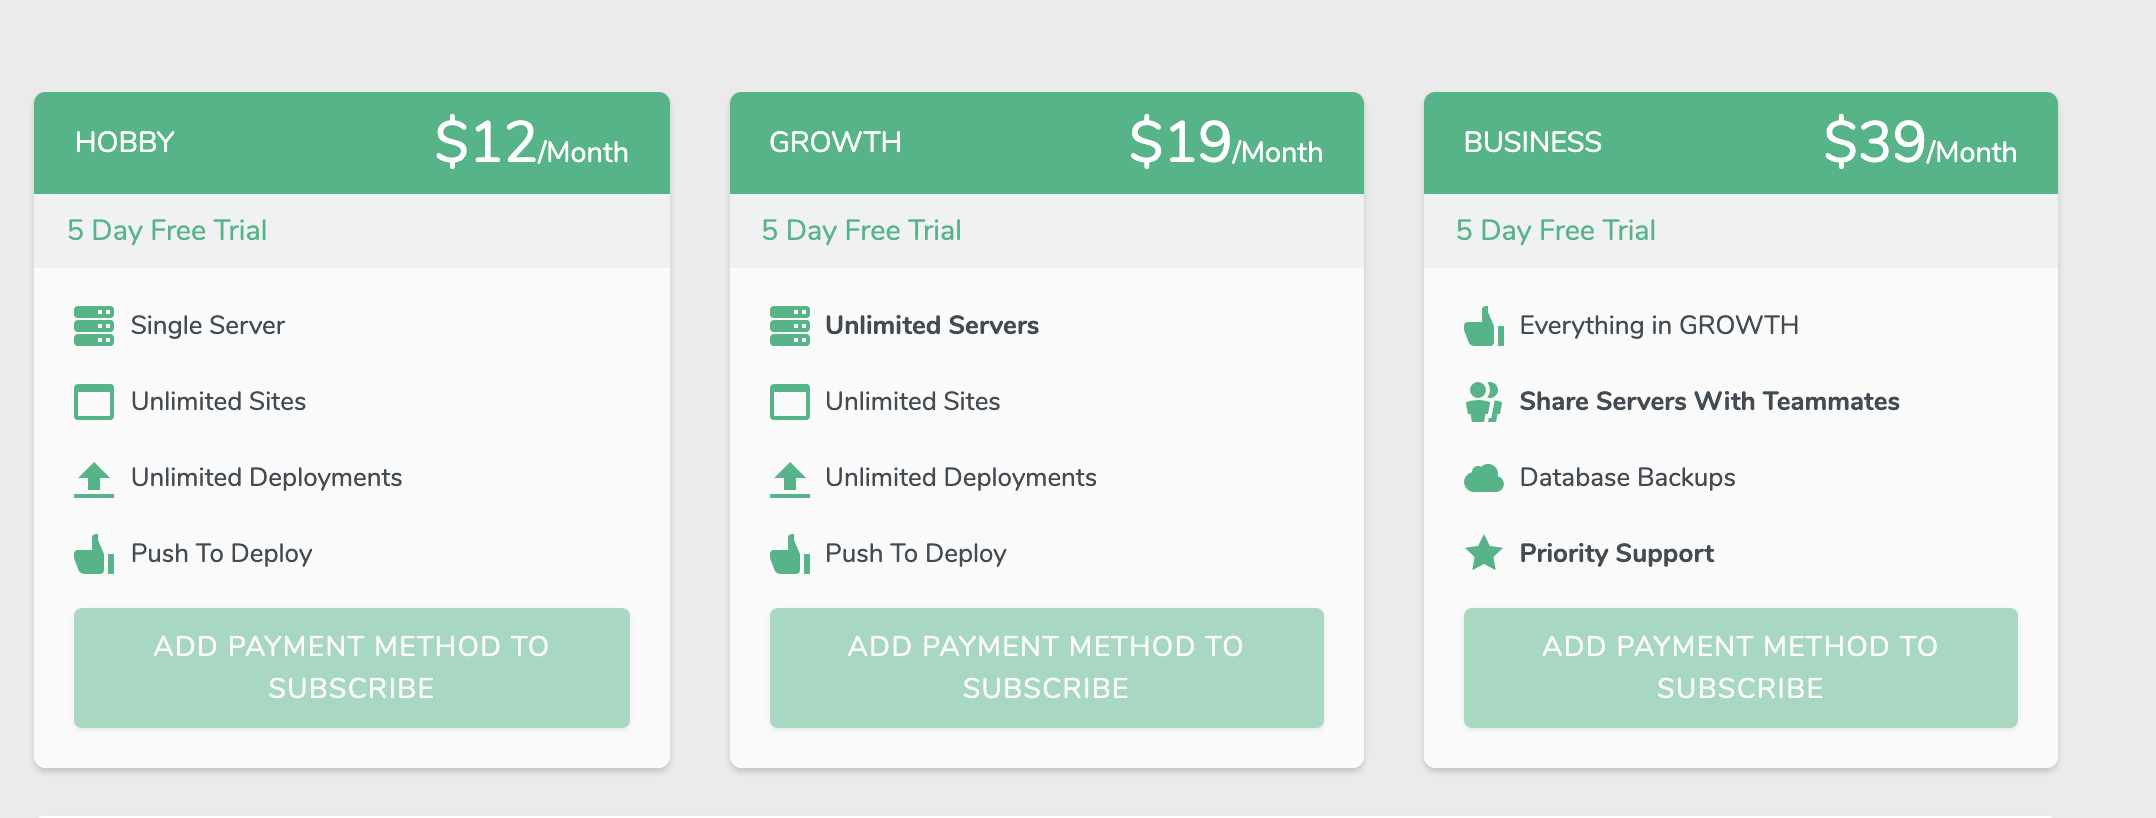 HOBBY $12/Month
5 Day Free Trial
Single Server
Unlimited Sites
Unlimited Deployments
Push To Deploy
ADD PAYMENT METHOD TO
SUBSCRIBE
GROWTH $19/Month
5 Day Free Trial
Unlimited Servers
Unlimited Sites
Unlimited Deployments
Push To Deploy
ADD PAYMENT METHOD TO
SUBSCRIBE
BUSINESS $39/Month
5 Day Free Trial
Everything in GROWTH
Share Servers With Teammates
Database Backups
Priority Support
ADD PAYMENT METHOD TO
SUBSCRIBE